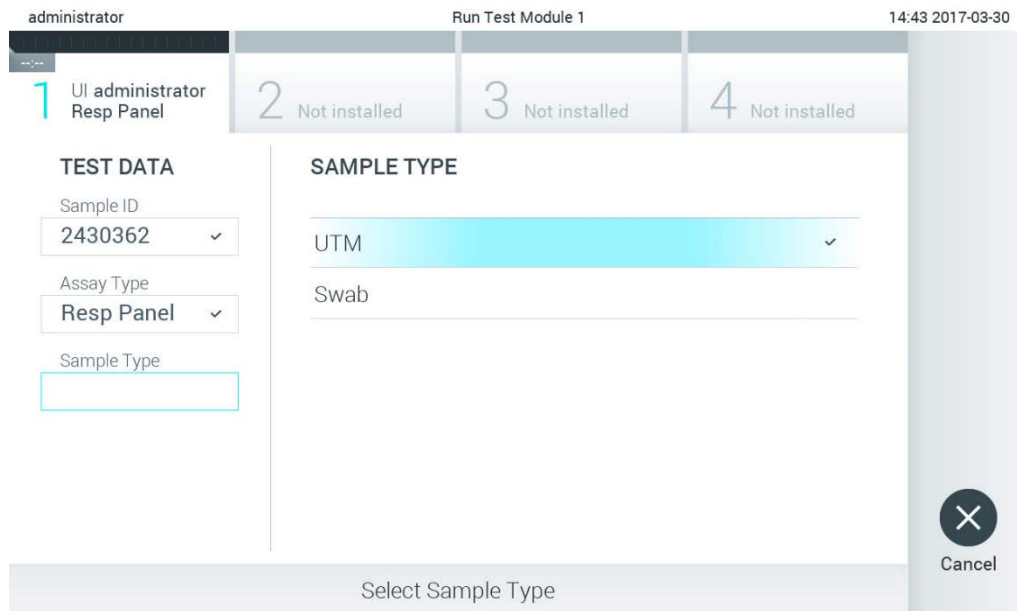 administrator
Run Test Module 1
14:43 2017-03-30
--:--
1
UI administrator
Resp Panel
2 Not installed
3 Not installed
4 Not installed
TEST DATA
Sample ID
2430362
Assay Type
Resp Panel
Sample Type
SAMPLE TYPE
UTM
Swab
Cancel
Select Sample Type